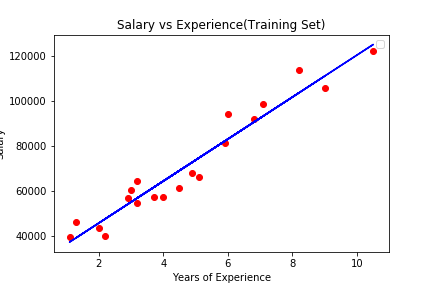 Salary vs Experience(Training Set)
120000
100000
80000
60000
40000
Salary
2 4 6 8 10
Years of Experience